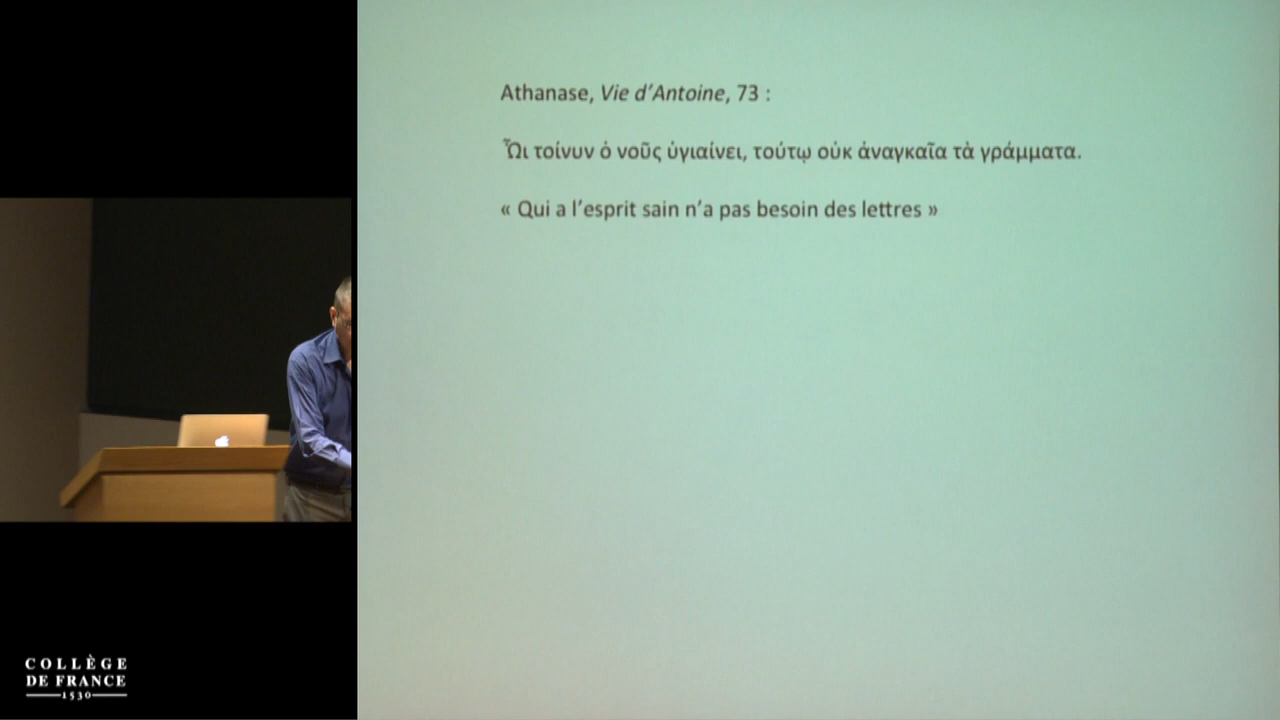 Athanase, Vie d'Antoine, 73 :
Ὧι τοίνυν ὁ νοῦς ὑγιαίνει, τούτῳ οὐκ ἀναγκαῖα τὰ γράμματα.
« Qui a l'esprit sain n'a pas besoin des lettres »
COLLÈGE
DE FRANCE
1530